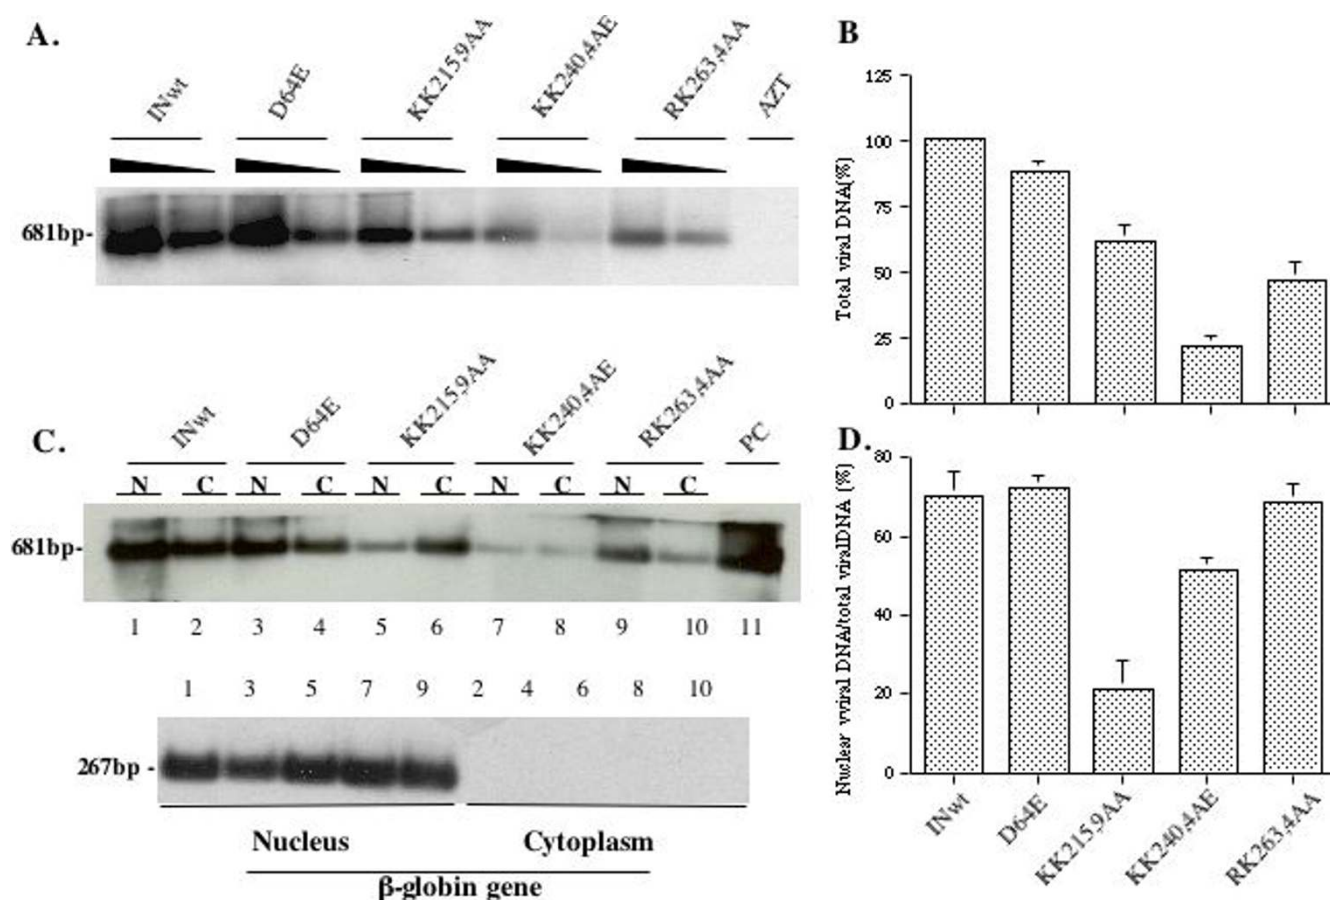 A.
INwt D64E KK215,9AA KK240,4AE RK263,4AA AZT
681bp-
B
125
100
75
50
25
0
Total viral DNA(%)
C.
INwt D64E KK215,9AA KK240,4AE RK263,4AA PC
N C N C N C N C N C
681bp-
1 2 3 4 5 6 7 8 9 10 11
1 3 5 7 9 2 4 6 8 10
267bp -
Nucleus Cytoplasm
β-globin gene
D.
80
60
40
20
0
Nuclear vviral DNA/total viralDNA (%)
INwt D64E KK215,9AA KK240,4AE RK263,4AA